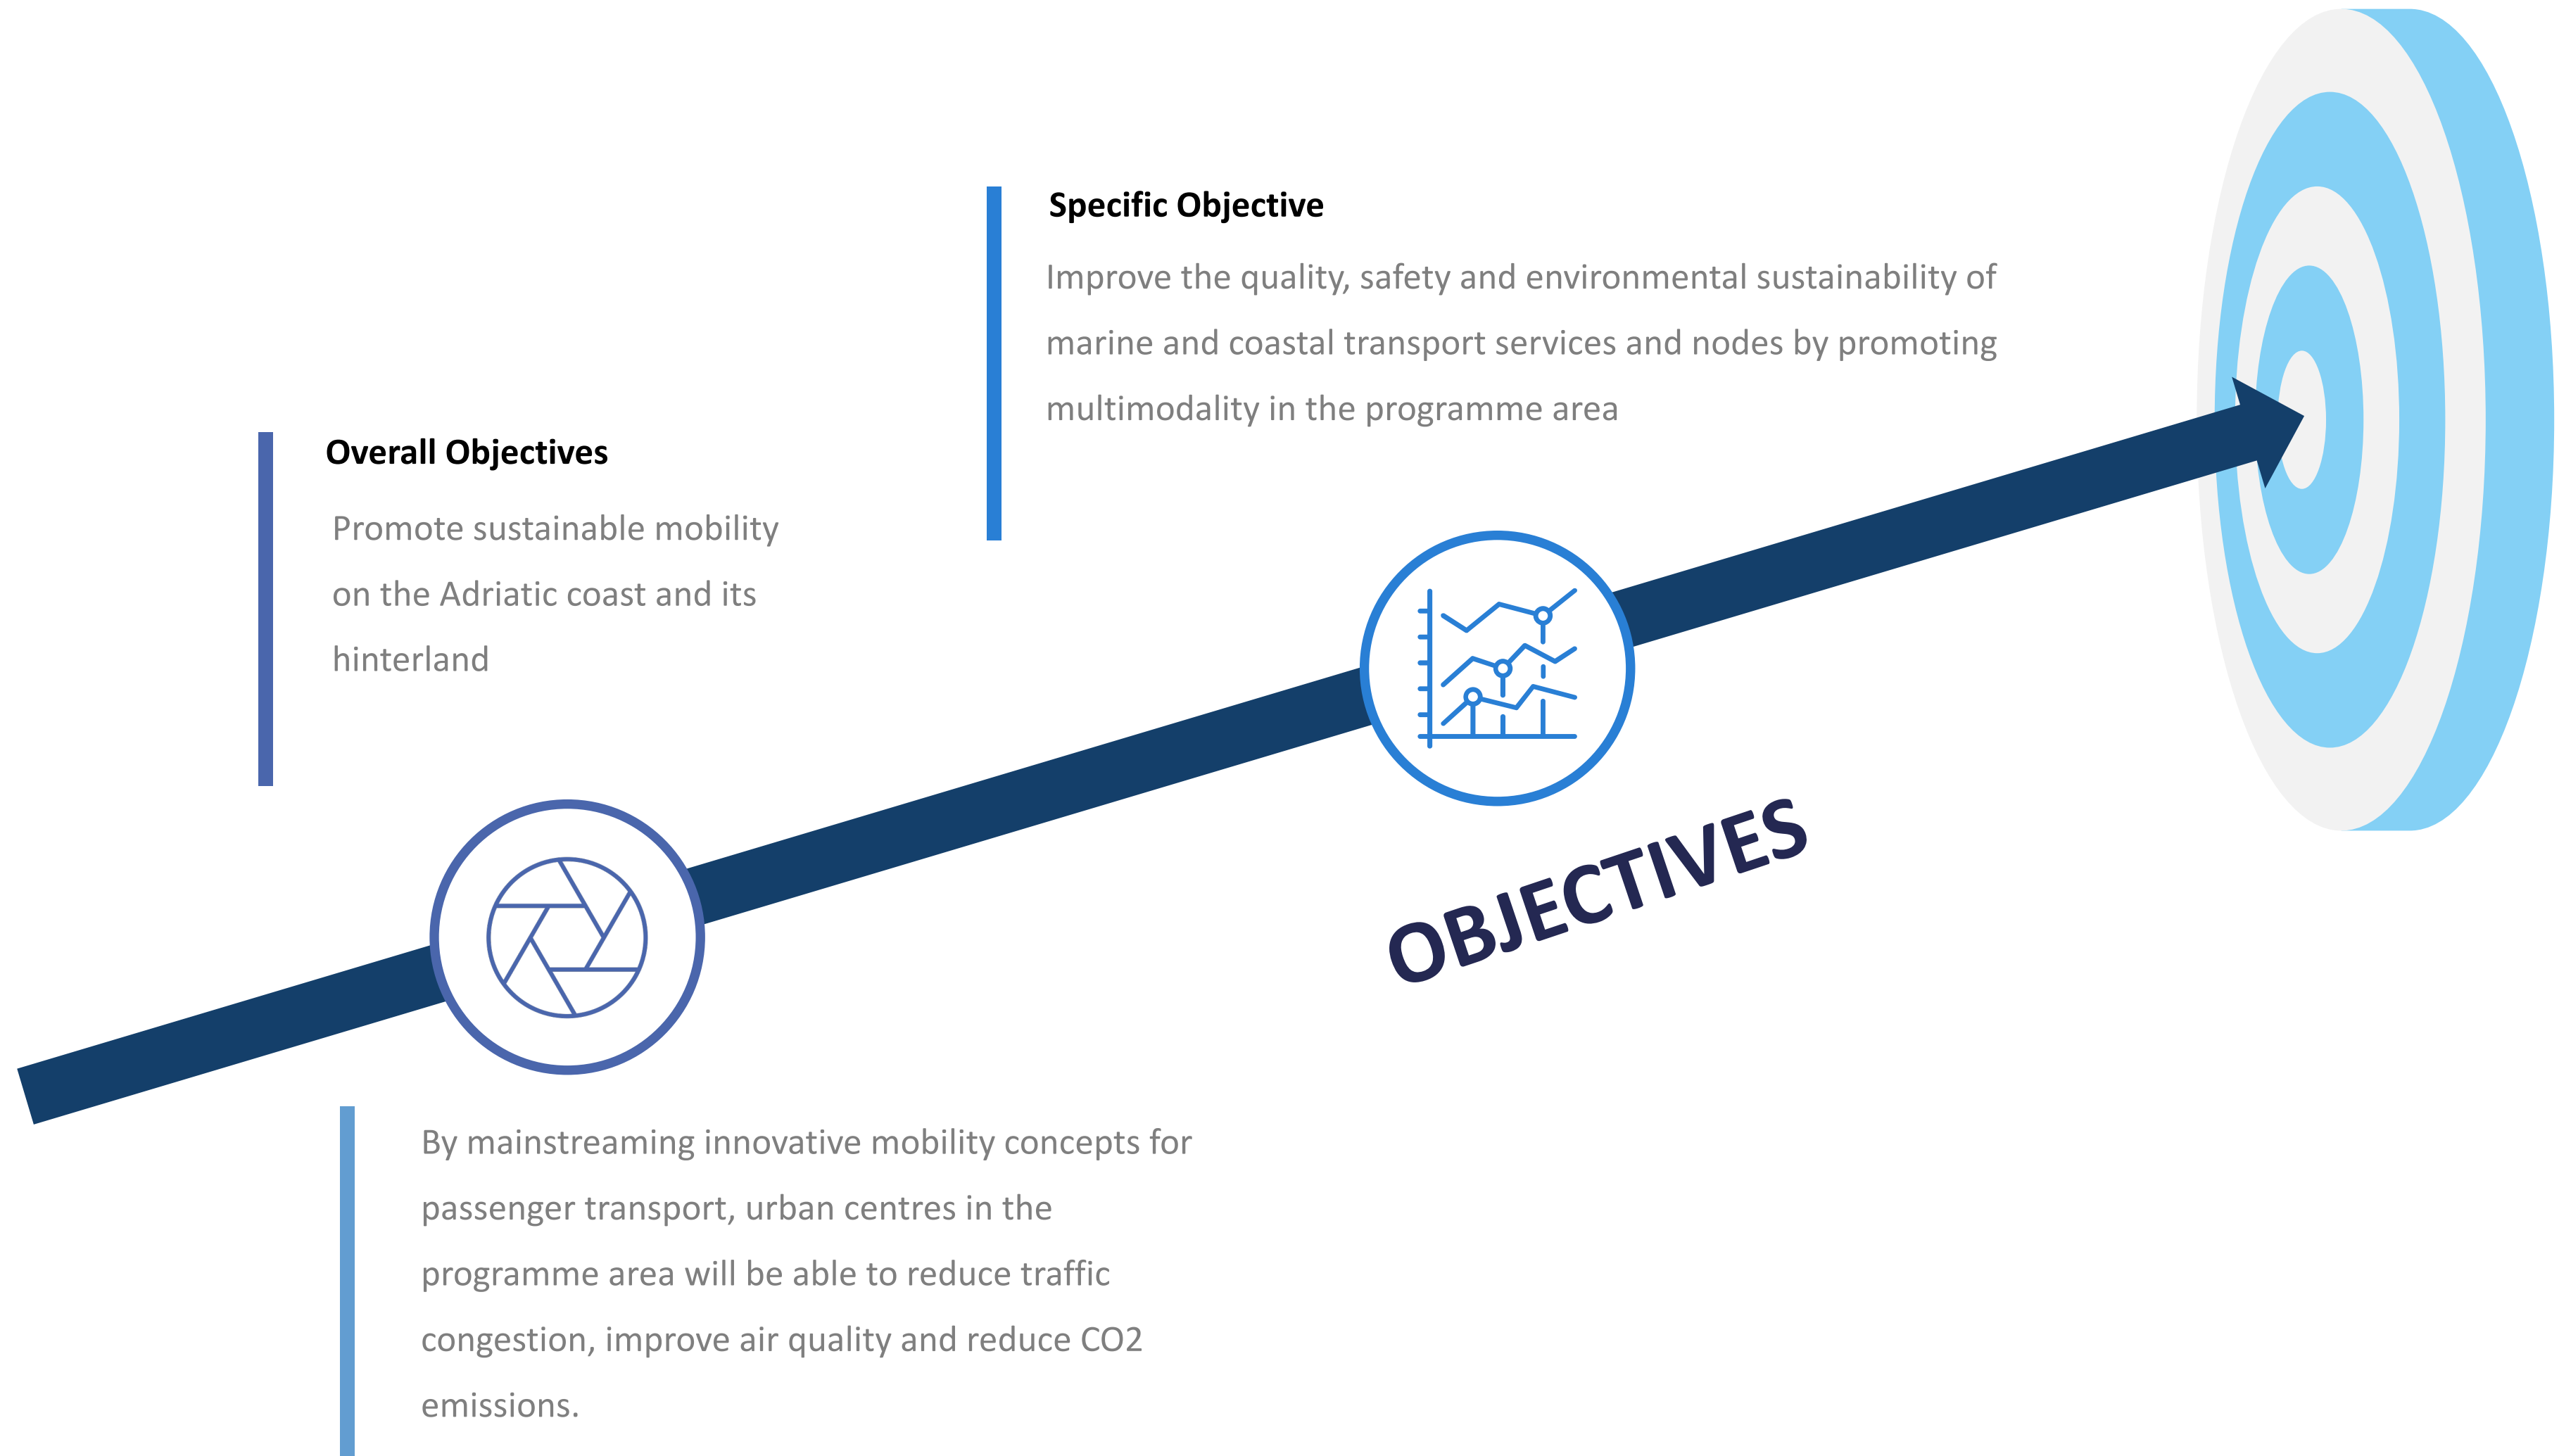 Specific Objective
Improve the quality, safety and environmental sustainability of
marine and coastal transport services and nodes by promoting
multimodality in the programme area
Overall Objectives
Promote sustainable mobility
on the Adriatic coast and its
hinterland
OBJECTIVES
By mainstreaming innovative mobility concepts for
passenger transport, urban centres in the
programme area will be able to reduce traffic
congestion, improve air quality and reduce CO2
emissions.